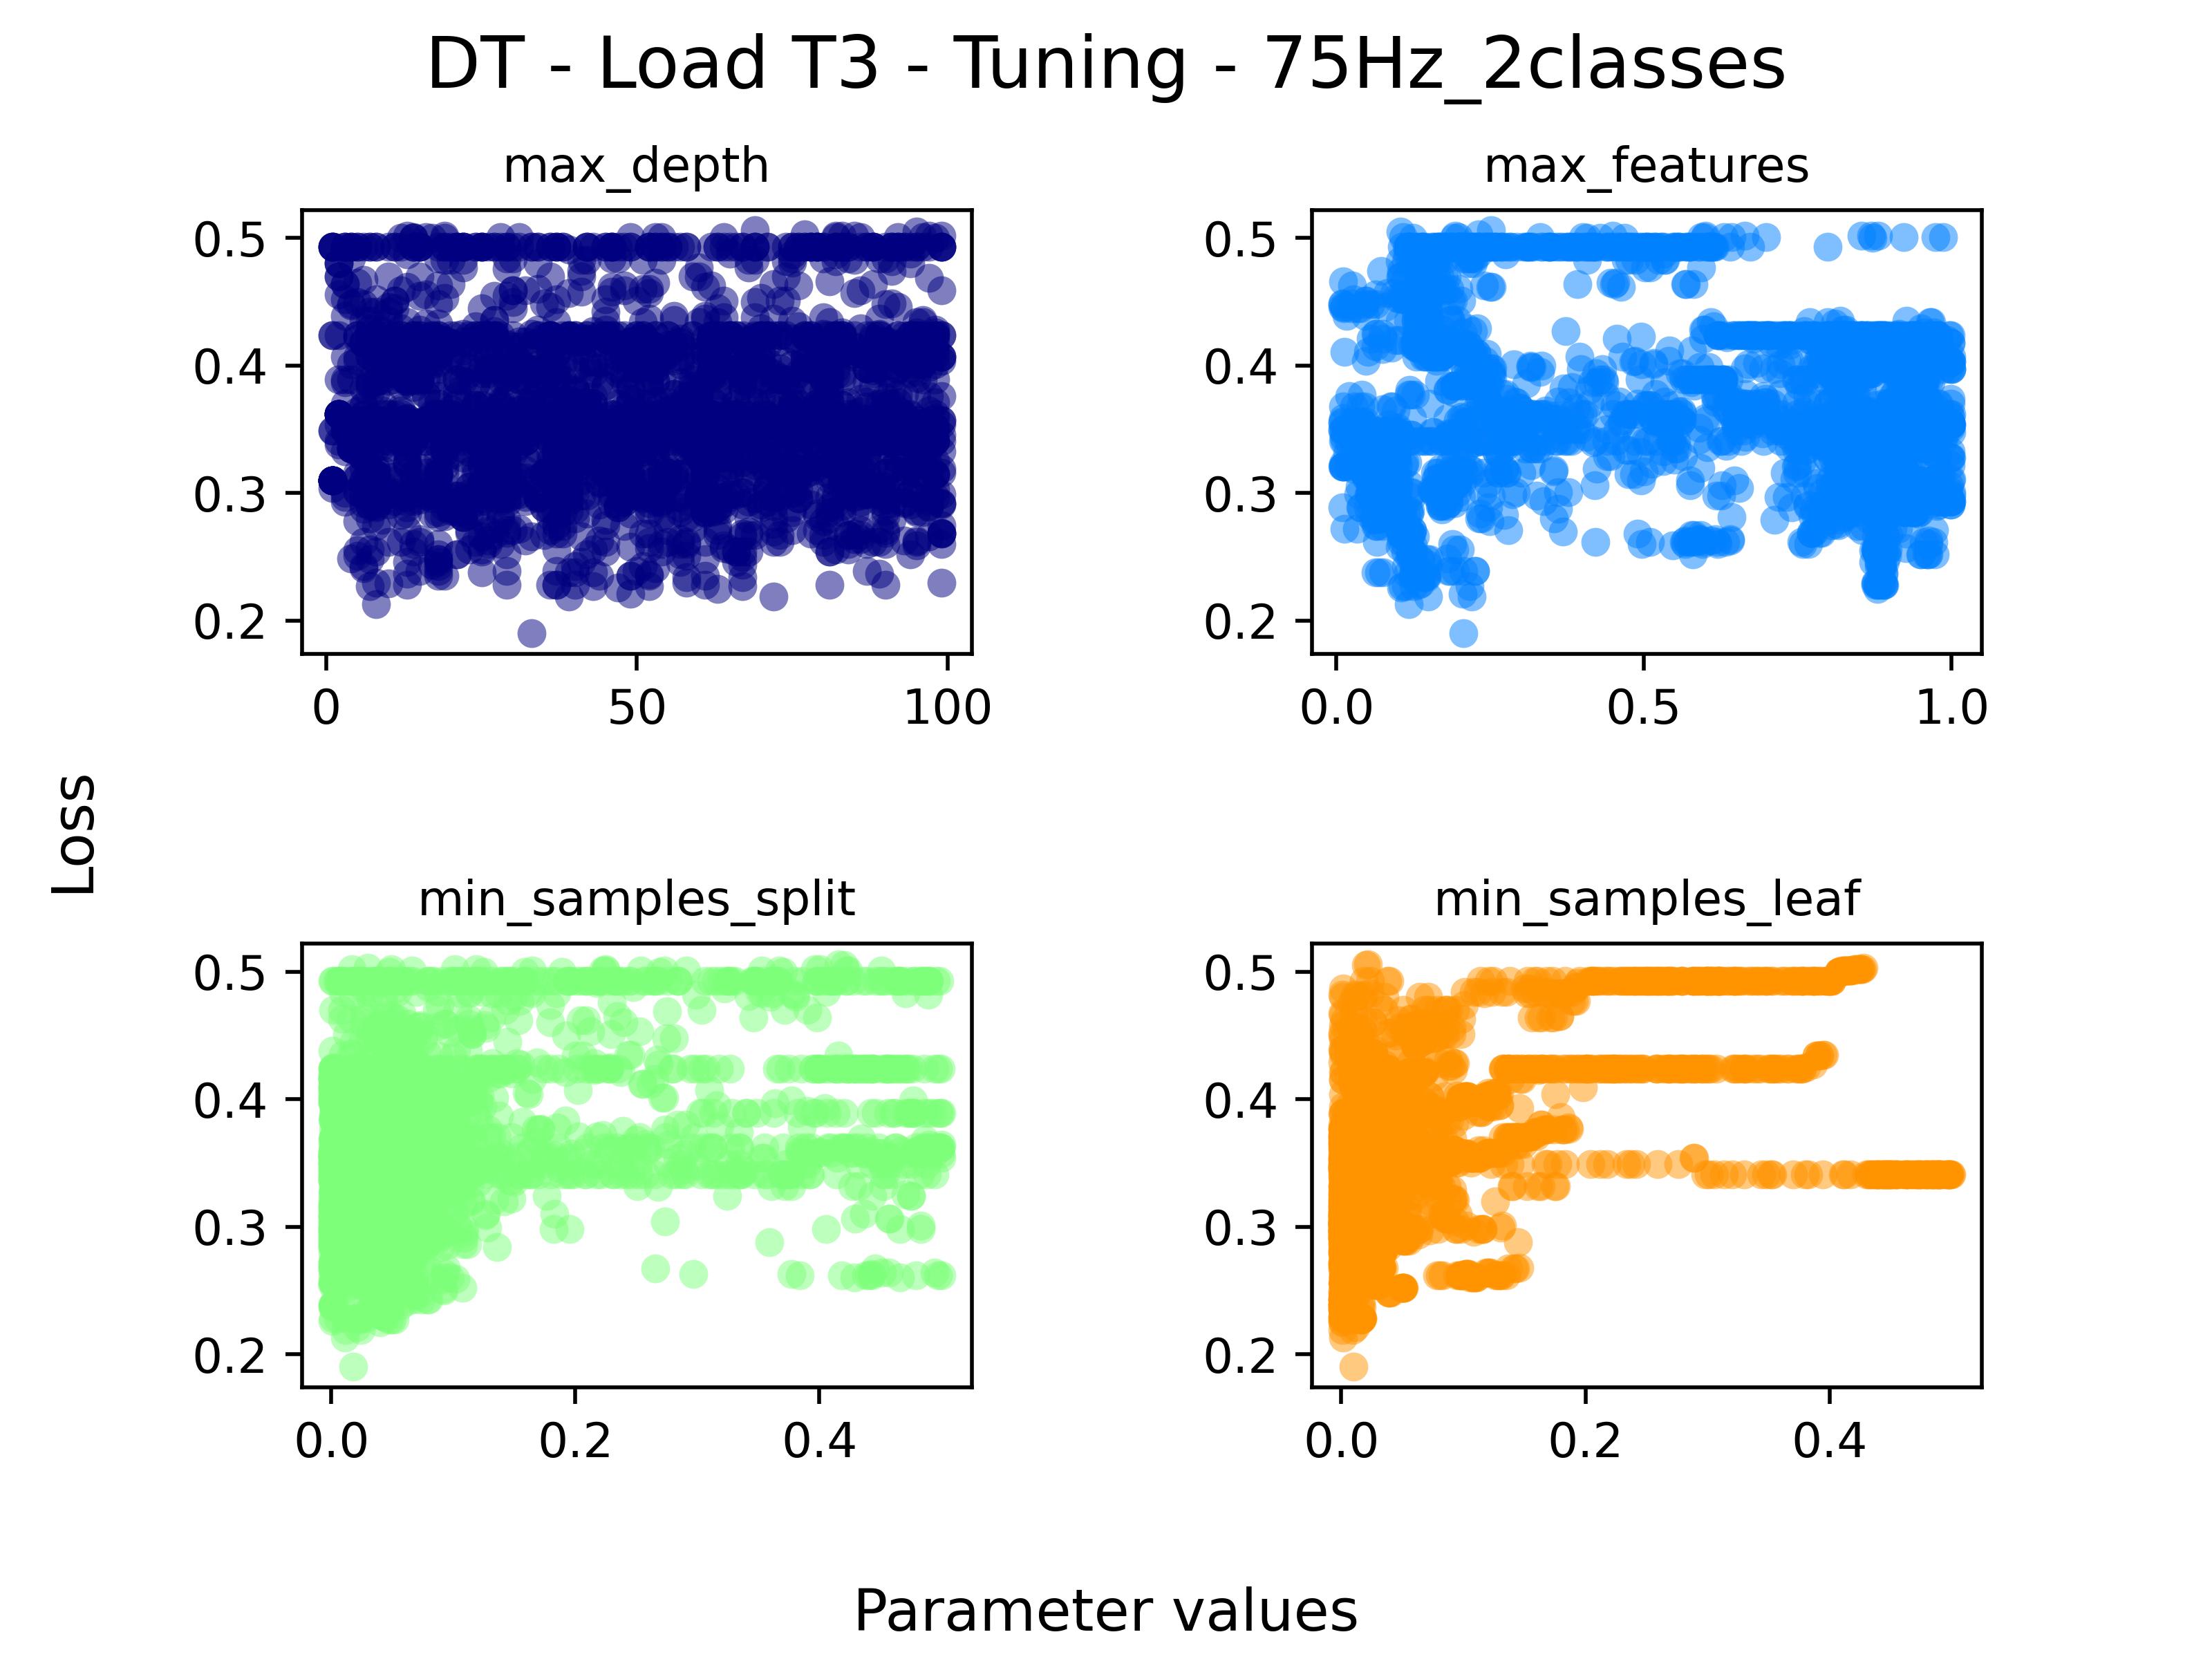 DT - Load T3 - Tuning - 75Hz_2classes
max_depth
max_features
0.5
0.4
0.3
0.2
0 50 100
0.5
0.4
0.3
0.2
0.0 0.5 1.0
Loss
min_samples_split
min_samples_leaf
0.5
0.4
0.3
0.2
0.0 0.2 0.4
0.5
0.4
0.3
0.2
0.0 0.2 0.4
Parameter values